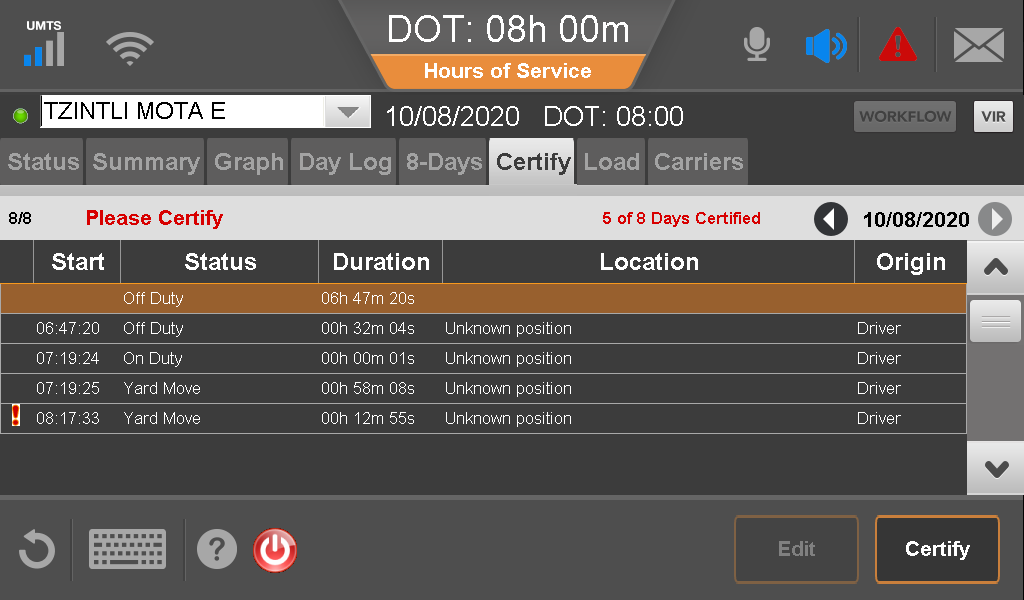 UMTS
DOT: 08h 00m
Hours of Service
TZINTLI MOTA E 10/08/2020 DOT: 08:00 WORKFLOW VIR
Status Summary Graph Day Log 8-Days Certify Load Carriers
8/8 Please Certify 5 of 8 Days Certified 10/08/2020
Start Status Duration Location Origin
Off Duty 06h 47m 20s
06:47:20 Off Duty 00h 32m 04s Unknown position Driver
07:19:24 On Duty 00h 00m 01s Unknown position Driver
07:19:25 Yard Move 00h 58m 08s Unknown position Driver
08:17:33 Yard Move 00h 12m 55s Unknown position Driver
Edit Certify